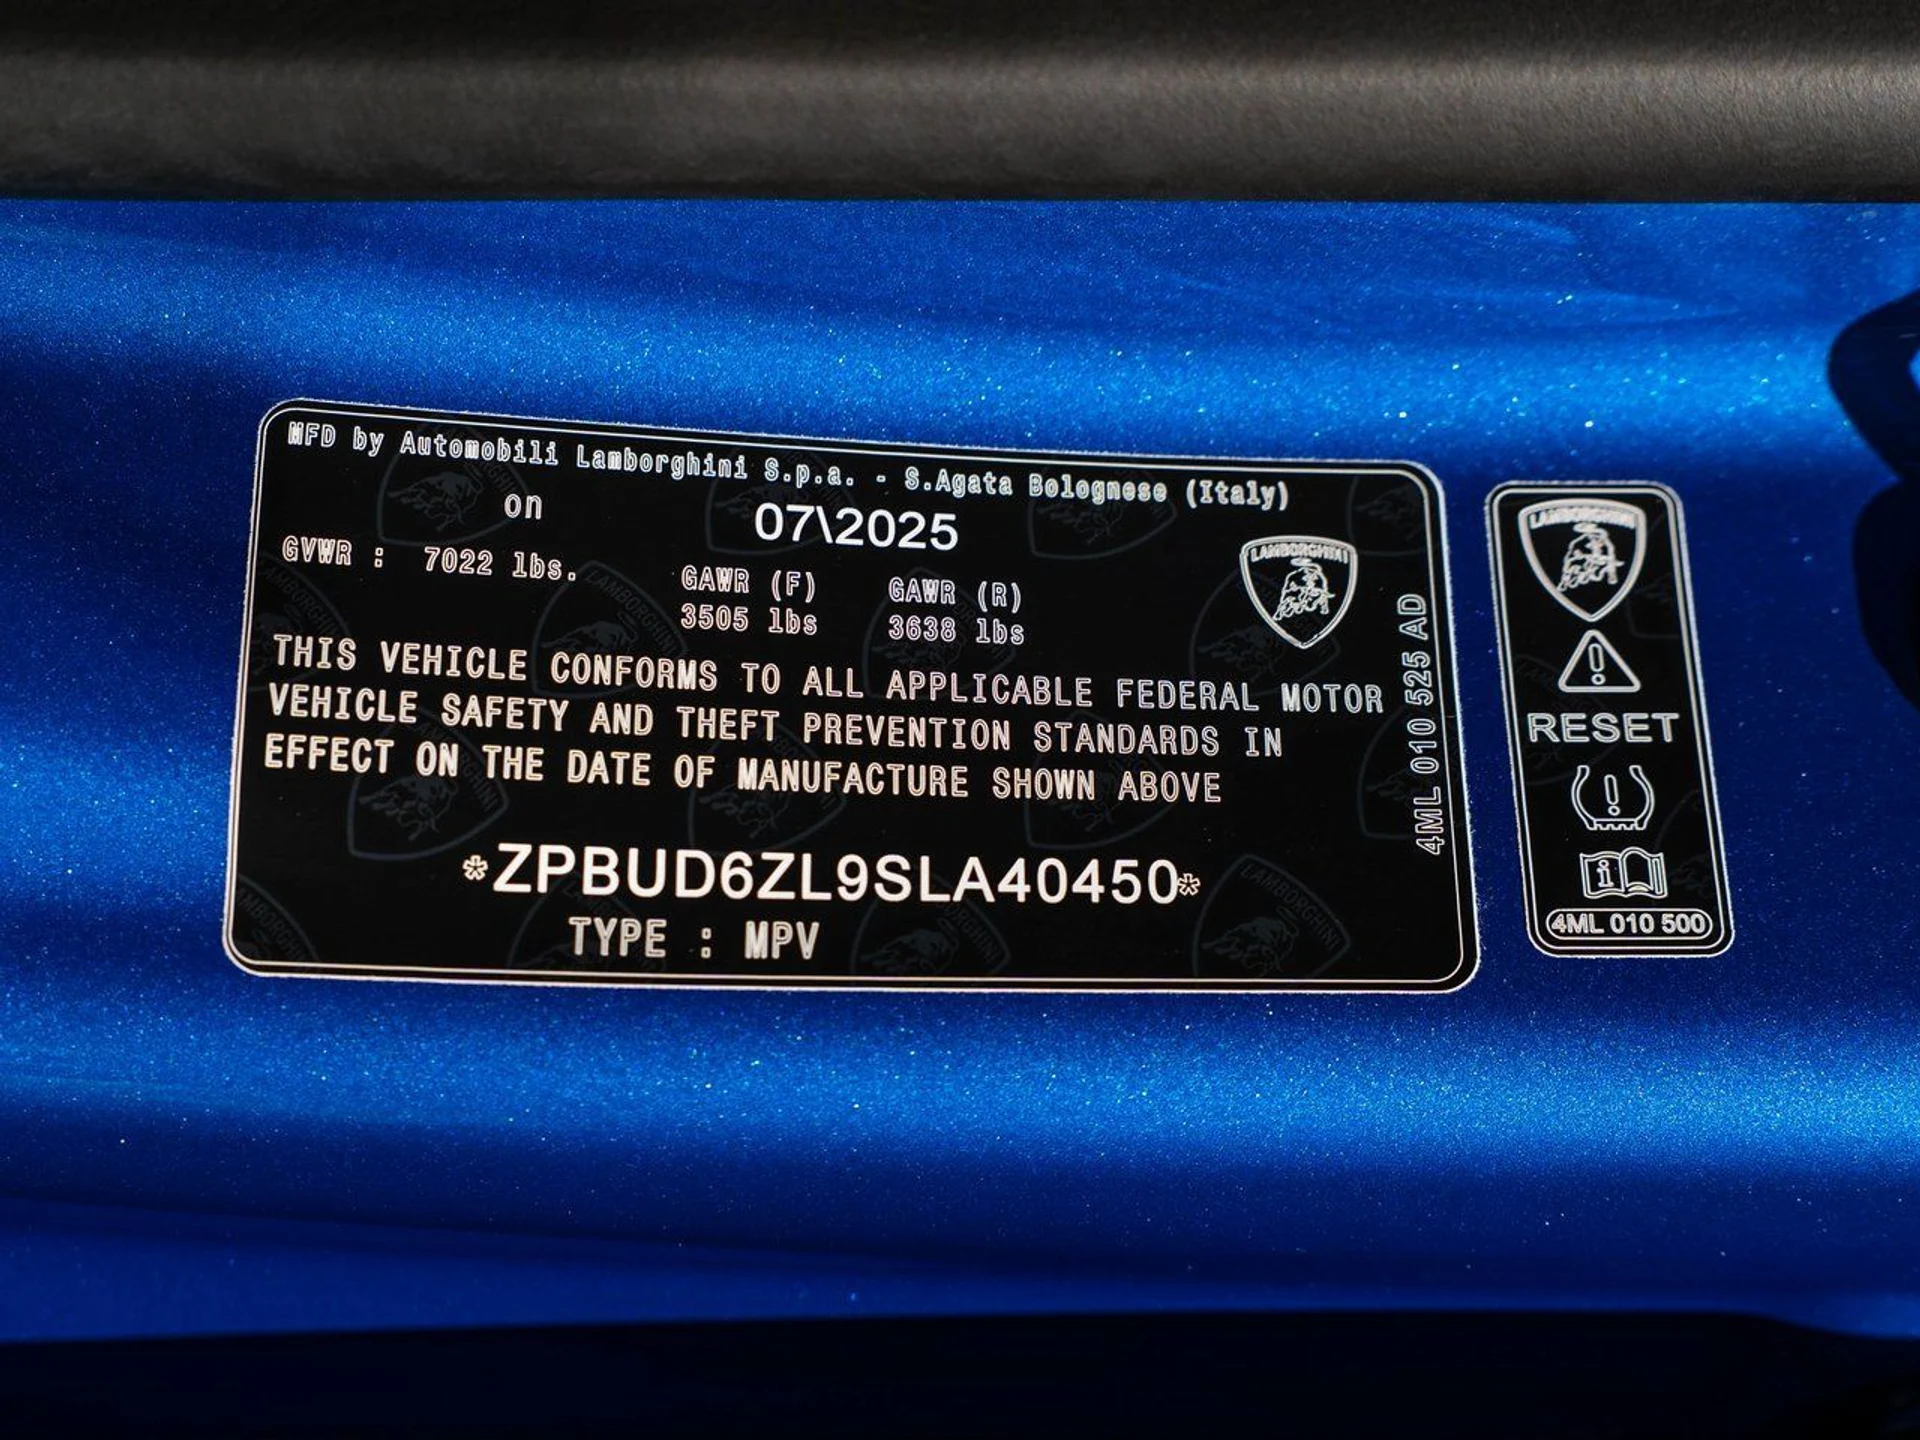 MFD by Automobili Lamborghini S.p.a. - S.Agata Bolognese (Italy)
on 07\2025
GVWR : 7022 lbs. GAWR (F) GAWR (R)
3505 lbs 3638 lbs
LAMBORGHINI
THIS VEHICLE CONFORMS TO ALL APPLICABLE FEDERAL MOTOR
VEHICLE SAFETY AND THEFT PREVENTION STANDARDS IN
EFFECT ON THE DATE OF MANUFACTURE SHOWN ABOVE
*ZPBUD6ZL9SLA40450*
TYPE : MPV
4ML 010 525 AD
LAMBORGHINI
RESET
4ML 010 500